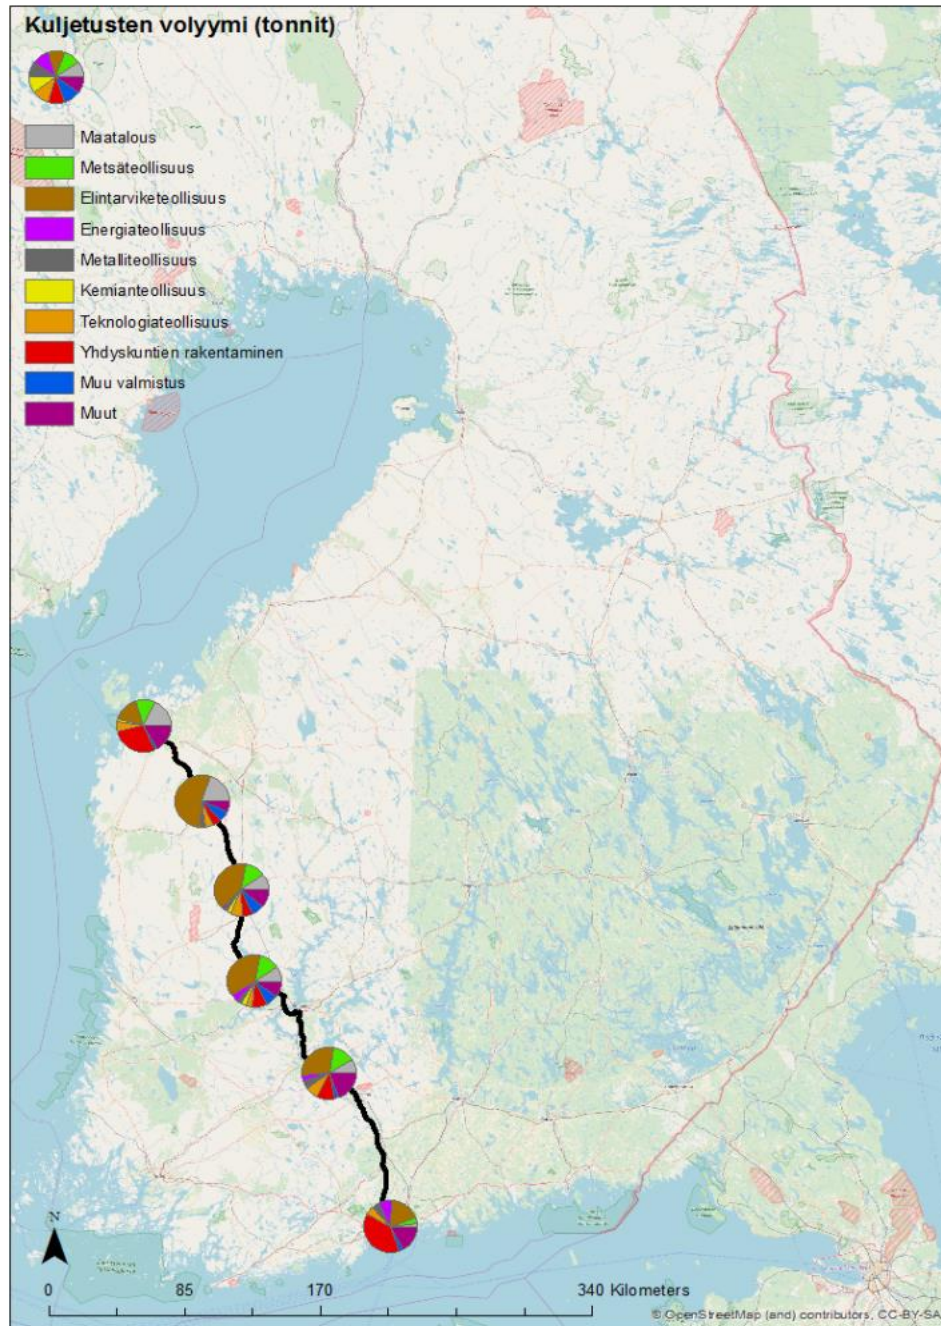 Kuljetusten volyymi (tonnit)
Maatalous
Metsäteollisuus
Elintarviketeollisuus
Energiateollisuus
Metalliteollisuus
Kemianteollisuus
Teknologiateollisuus
Yhdyskuntien rakentaminen
Muu valmistus
Muut
N
0 85 170 340 Kilometers
© OpenStreetMap (and) contributors, CC-BY-SA